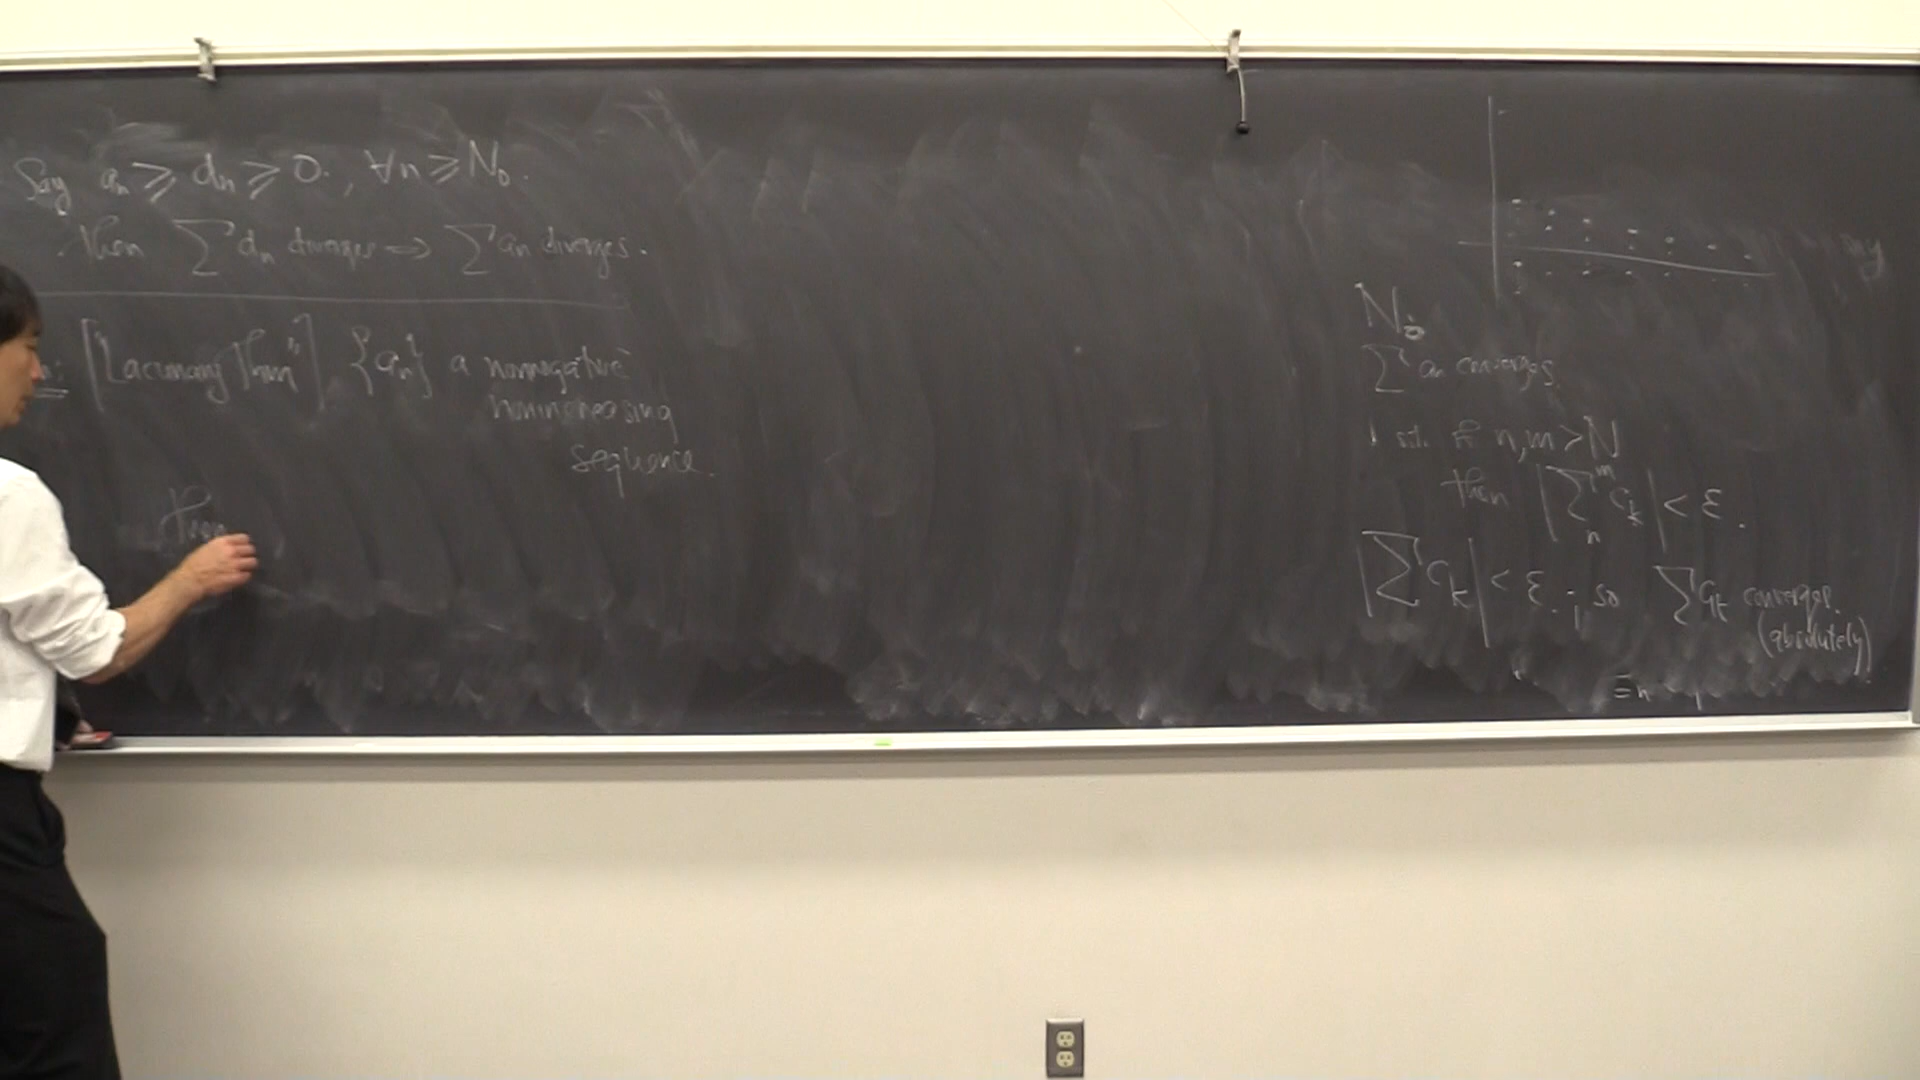 Say aₙ ⩾ dₙ ⩾ 0., ∀n ⩾ N₀.
then ∑ dₙ diverges ⇒ ∑ aₙ diverges.
["Lacunary Thm"] {aₙ} a nonnegative
nonincreasing
sequence.
Then
N₀
∑ aₙ converges
s.t. if n,m > N
then |∑ₙᵐ cₖ| < ε.
|∑ cₖ| < ε. ; so ∑ cₖ converges.
(absolutely)